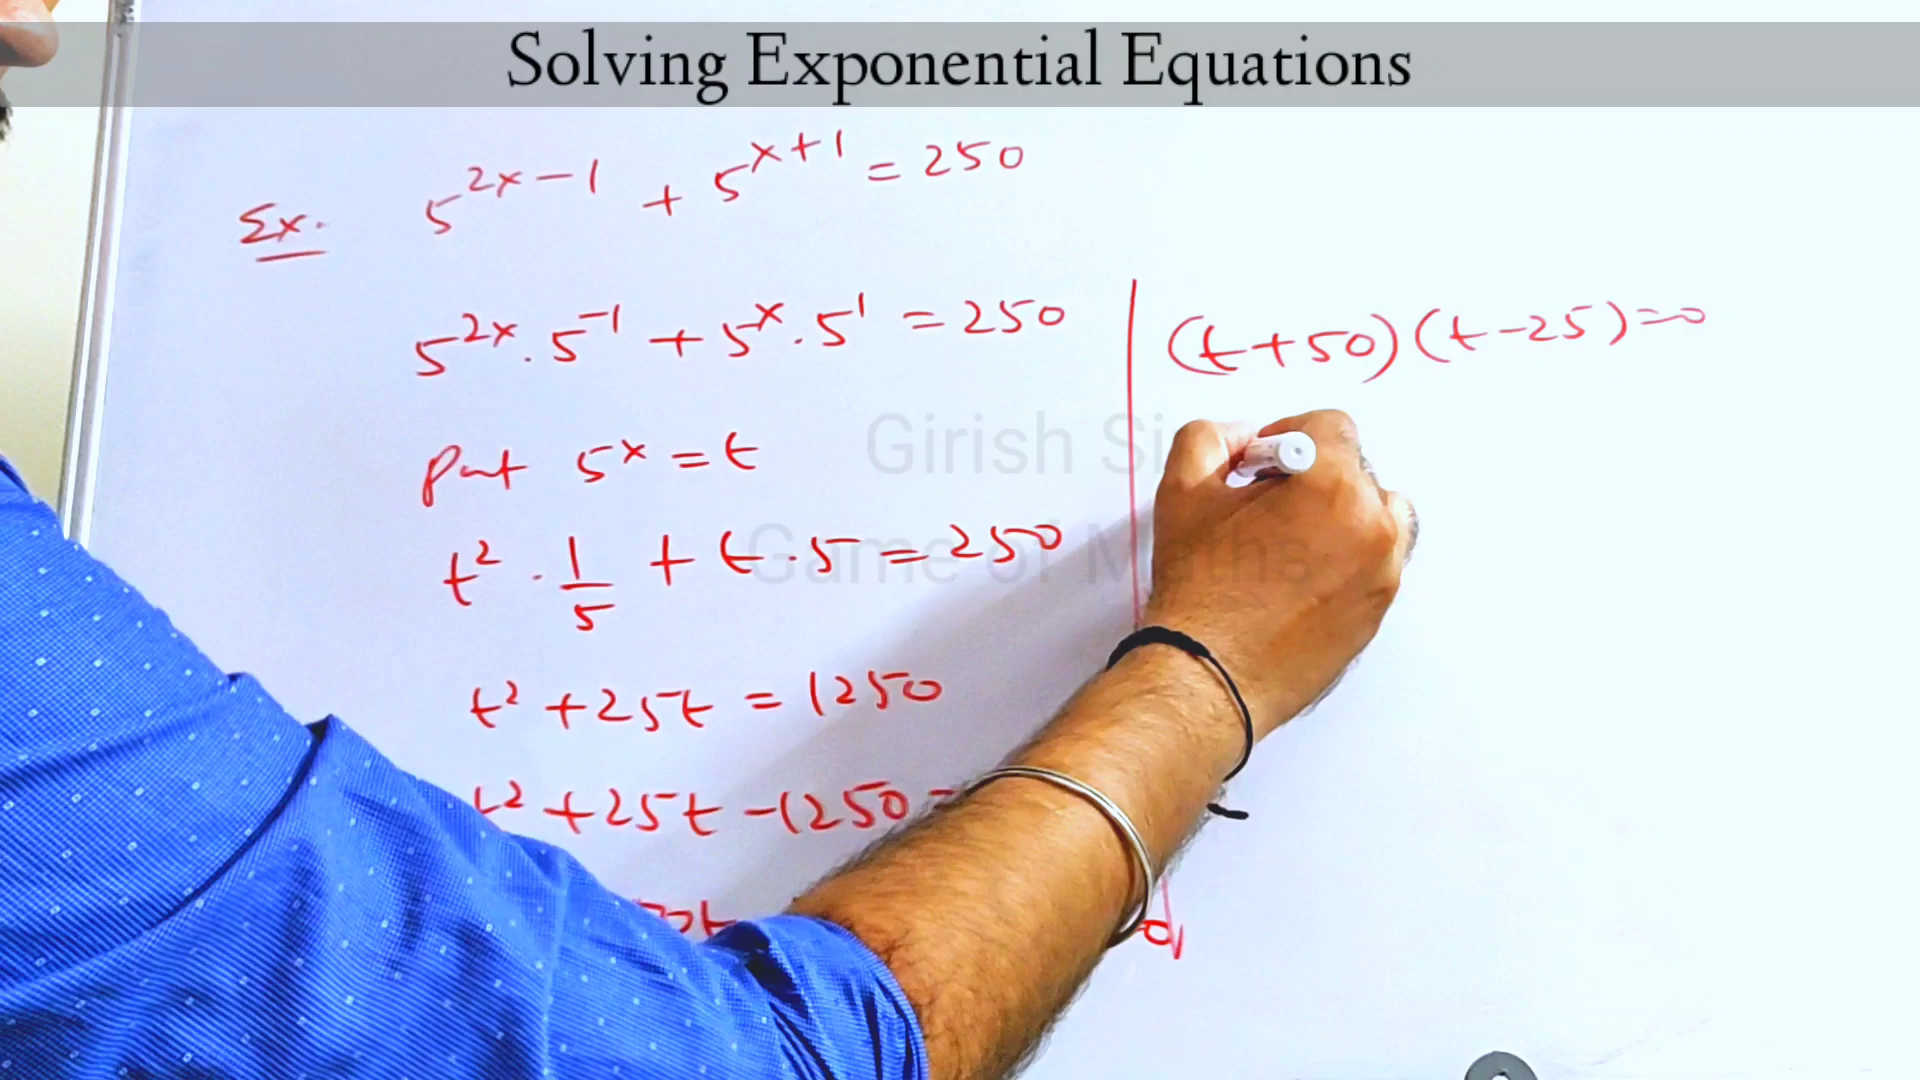 Solving Exponential Equations
Ex. 5^{2x-1} + 5^{x+1} = 250
5^{2x} . 5^{-1} + 5^x . 5^1 = 250
Put 5^x = t
t^2 . 1/5 + t . 5 = 250
t^2 + 25t = 1250
t^2 + 25t - 1250
(t+50)(t-25)=0
Girish
Game of Maths